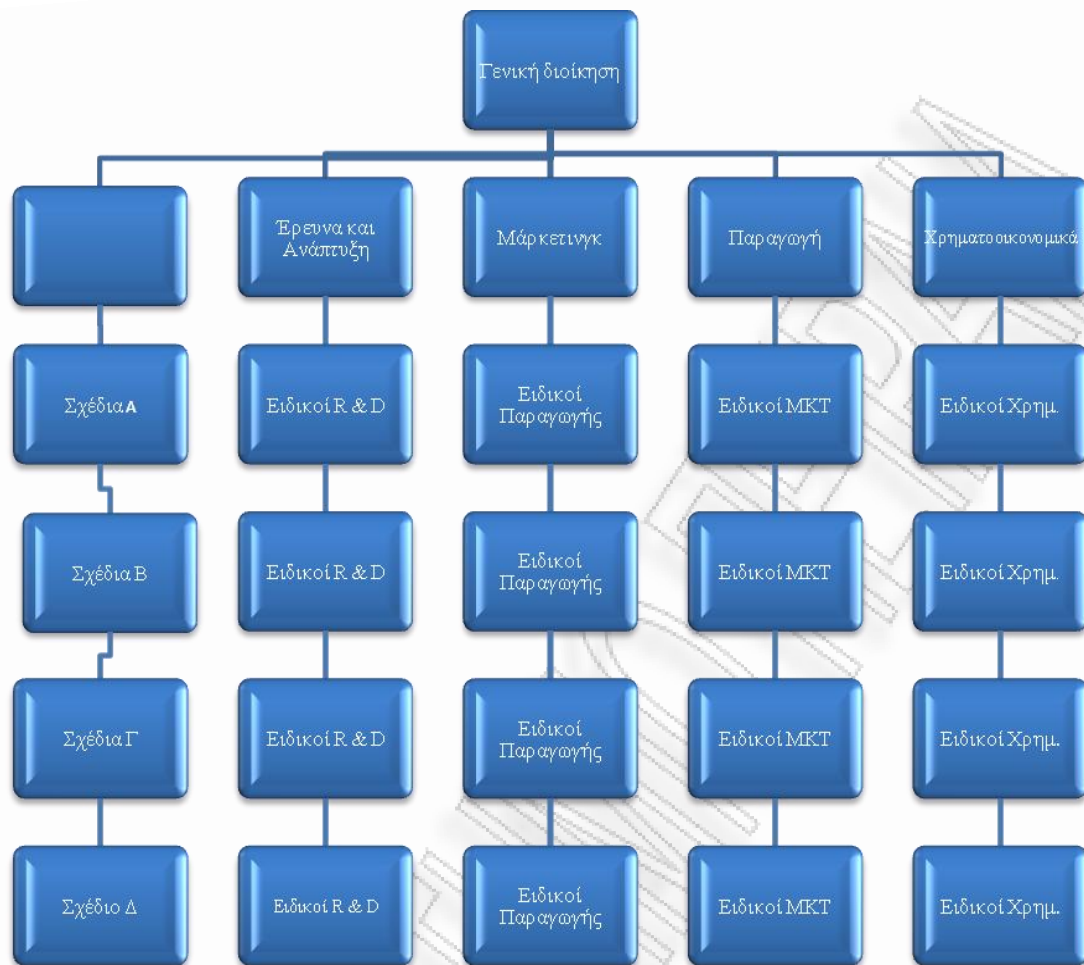 Γενική διοίκηση
Έρευνα και
Ανάπτυξη
Μάρκετινγκ
Παραγωγή
Χρηματοοικονομικά
Σχέδια Α
Ειδικοί R & D
Ειδικοί
Παραγωγής
Ειδικοί ΜΚΤ
Ειδικοί Χρημ.
Σχέδια Β
Ειδικοί R & D
Ειδικοί
Παραγωγής
Ειδικοί ΜΚΤ
Ειδικοί Χρημ.
Σχέδια Γ
Ειδικοί R & D
Ειδικοί
Παραγωγής
Ειδικοί ΜΚΤ
Ειδικοί Χρημ.
Σχέδιο Δ
Ειδικοί R & D
Ειδικοί
Παραγωγής
Ειδικοί ΜΚΤ
Ειδικοί Χρημ.